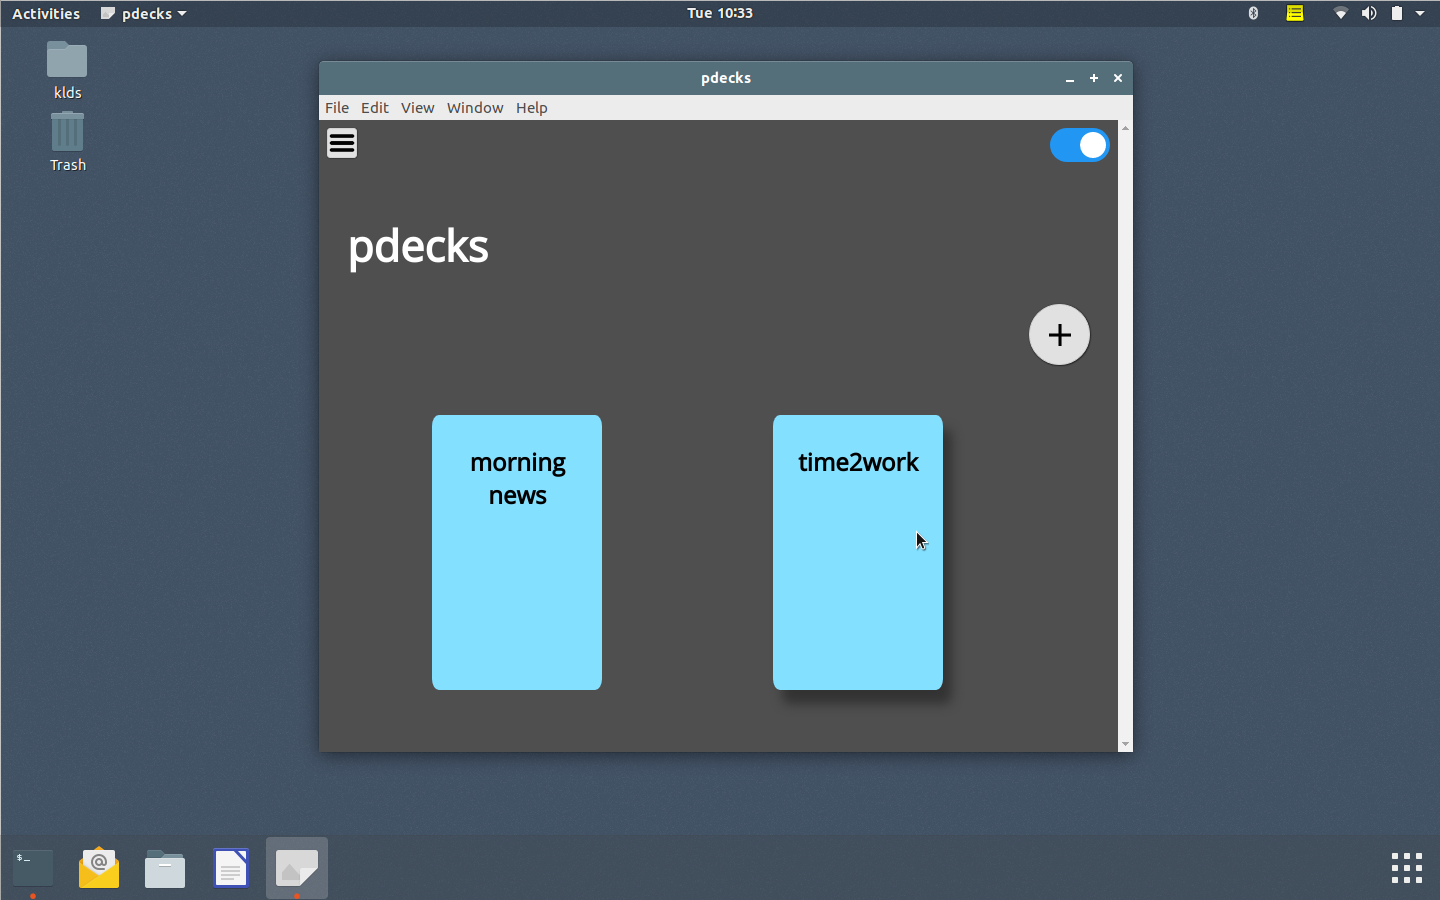 Activities pdecks Tue 10:33
klds
Trash
pdecks
File Edit View Window Help
pdecks
+
morning
news
time2work
$_
@